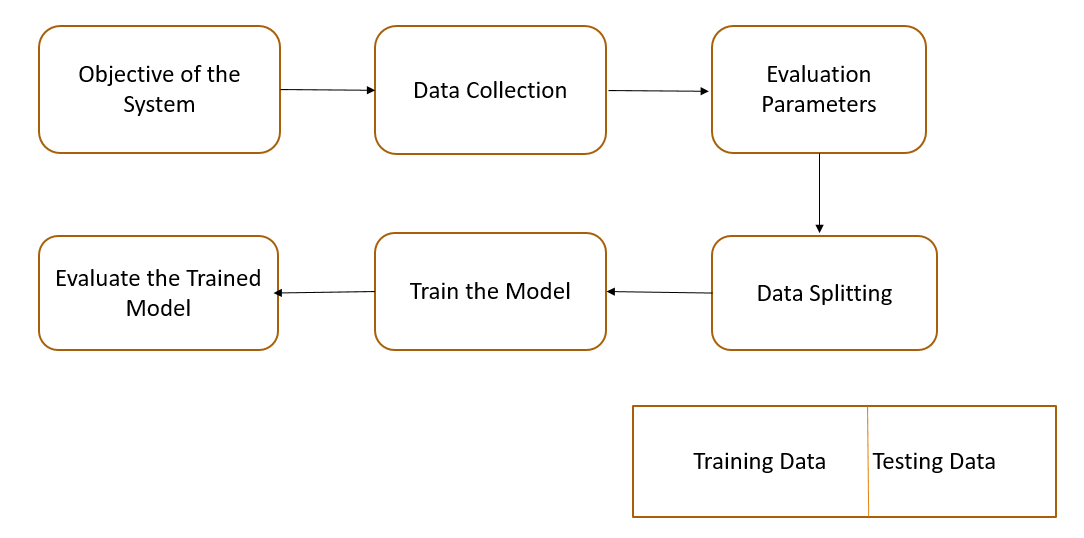 Objective of the
System
Data Collection
Evaluation
Parameters
Evaluate the Trained
Model
Train the Model
Data Splitting
Training Data
Testing Data